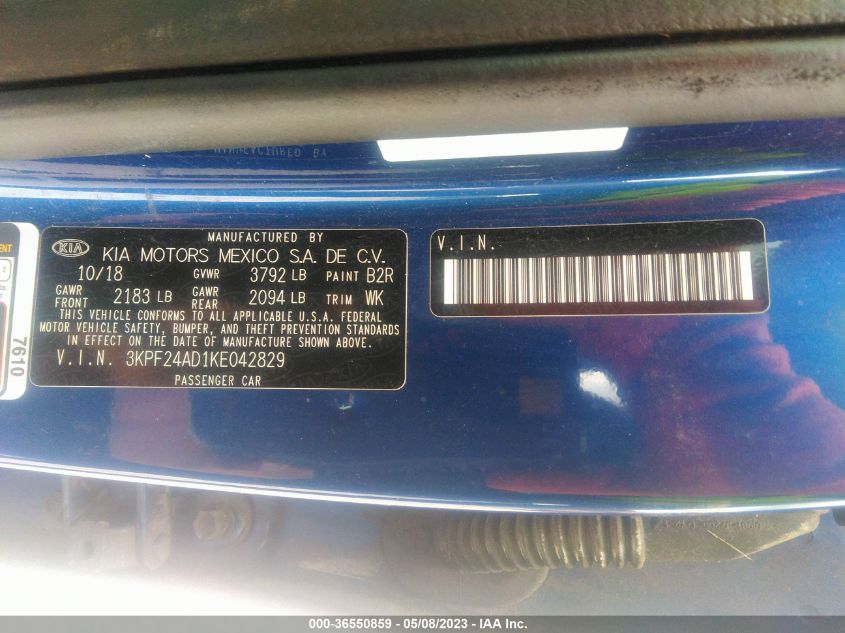 MANUFACTURED BY
KIA KIA MOTORS MEXICO S.A. DE C.V.
10/18 GVWR 3792 LB PAINT B2R
GAWR FRONT 2183 LB GAWR REAR 2094 LB TRIM WK
THIS VEHICLE CONFORMS TO ALL APPLICABLE U.S.A. FEDERAL
MOTOR VEHICLE SAFETY, BUMPER, AND THEFT PREVENTION STANDARDS
IN EFFECT ON THE DATE OF MANUFACTURE SHOWN ABOVE.
V.I.N. 3KPF24AD1KE042829
PASSENGER CAR
V.I.N.
7610
000-36550859 - 05/08/2023 - IAA Inc.